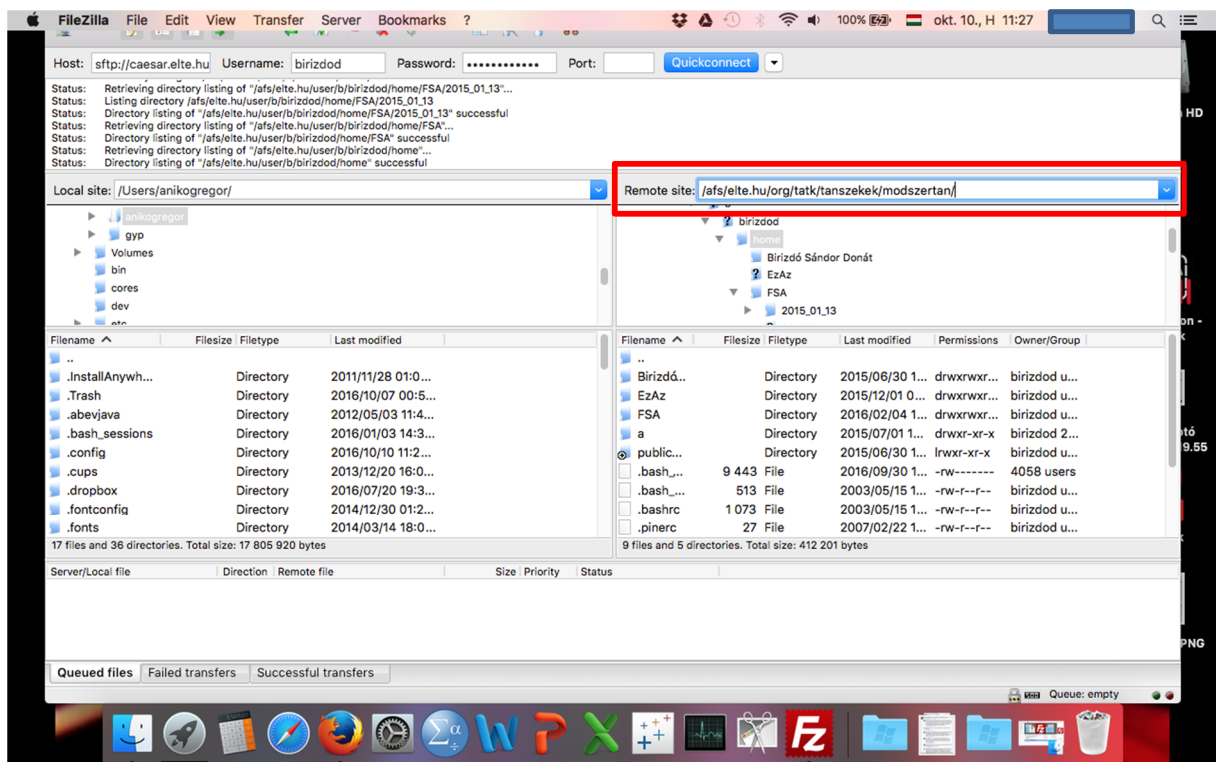 FileZilla File Edit View Transfer Server Bookmarks ? 100% okt. 10., H 11:27
Host: sftp://caesar.elte.hu Username: birizdod Password: •••••••••••• Port: Quickconnect
Status: Retrieving directory listing of "/afs/elte.hu/user/b/birizdod/home/FSA/2015_01_13"...
Status: Listing directory /afs/elte.hu/user/b/birizdod/home/FSA/2015_01_13
Status: Directory listing of "/afs/elte.hu/user/b/birizdod/home/FSA/2015_01_13" successful
Status: Retrieving directory listing of "/afs/elte.hu/user/b/birizdod/home/FSA"...
Status: Directory listing of "/afs/elte.hu/user/b/birizdod/home/FSA" successful
Status: Retrieving directory listing of "/afs/elte.hu/user/b/birizdod/home"...
Status: Directory listing of "/afs/elte.hu/user/b/birizdod/home" successful
Local site: /Users/anikogregor/
anikogregor
gyp
Volumes
bin
cores
dev
etc
Remote site: /afs/elte.hu/org/tatk/tanszekek/modszertan/
birizdod
home
Birizdó Sándor Donát
EzAz
FSA
2015_01_13
Filename Filesize Filetype Last modified
..
.InstallAnywh... Directory 2011/11/28 01:0...
.Trash Directory 2016/10/07 00:5...
.abevjava Directory 2012/05/03 11:4...
.bash_sessions Directory 2016/01/03 14:3...
.config Directory 2016/10/10 11:2...
.cups Directory 2013/12/20 16:0...
.dropbox Directory 2016/07/20 19:3...
.fontconfig Directory 2014/12/30 01:2...
.fonts Directory 2014/03/14 18:0...
17 files and 36 directories. Total size: 17 805 920 bytes
Filename Filesize Filetype Last modified Permissions Owner/Group
..
Birizdó... Directory 2015/06/30 1... drwxrwxr... birizdod u...
EzAz Directory 2015/12/01 0... drwxrwxr... birizdod u...
FSA Directory 2016/02/04 1... drwxrwxr... birizdod u...
a Directory 2015/07/01 1... drwxr-xr-x birizdod 2...
public... Directory 2015/06/30 1... lrwxr-xr-x birizdod u...
.bash_... 9 443 File 2016/09/30 1... -rw------- 4058 users
.bash_... 513 File 2003/05/15 1... -rw-r--r-- birizdod u...
.bashrc 1 073 File 2003/05/15 1... -rw-r--r-- birizdod u...
.pinerc 27 File 2007/02/22 1... -rw-r--r-- birizdod u...
9 files and 5 directories. Total size: 412 201 bytes
Server/Local file Direction Remote file Size Priority Status
Queued files Failed transfers Successful transfers
Queue: empty
HD
on -
k
tó
9.55
PNG